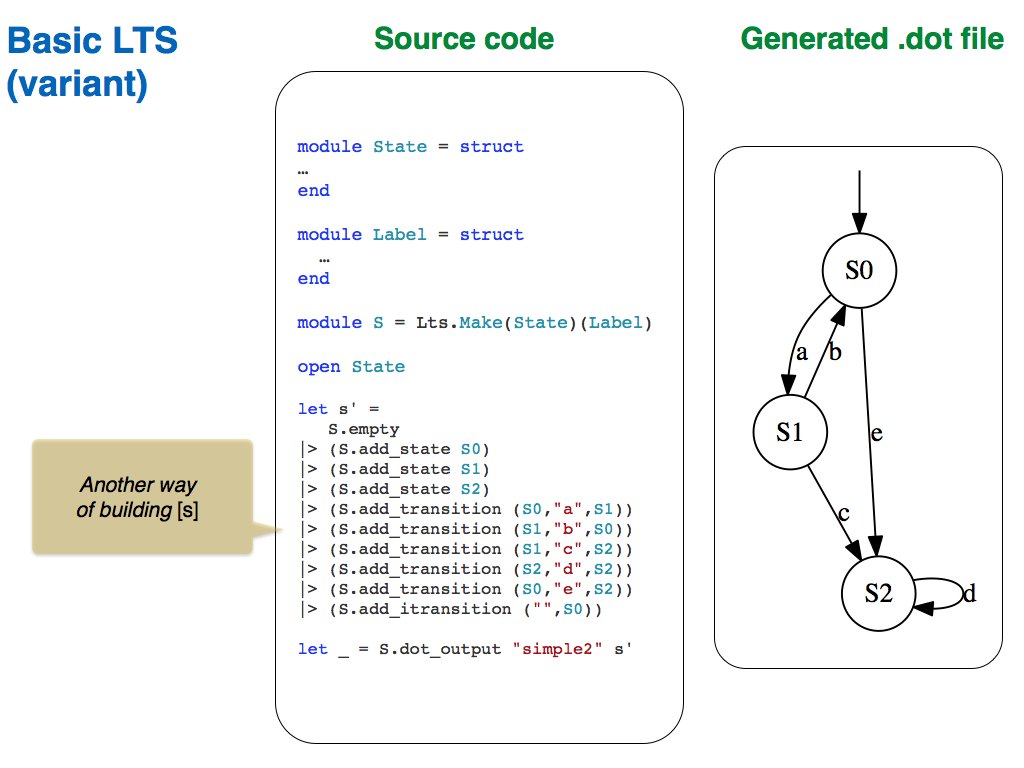 Basic LTS
(variant)
Source code
Generated .dot file
module State = struct
…
end
module Label = struct
…
end
module S = Lts.Make(State)(Label)
open State
let s' =
S.empty
|> (S.add_state S0)
|> (S.add_state S1)
|> (S.add_state S2)
|> (S.add_transition (S0,"a",S1))
|> (S.add_transition (S1,"b",S0))
|> (S.add_transition (S1,"c",S2))
|> (S.add_transition (S2,"d",S2))
|> (S.add_transition (S0,"e",S2))
|> (S.add_itransition ("",S0))
let _ = S.dot_output "simple2" s'
Another way
of building [s]
S0
a b
S1
e
c
S2
d